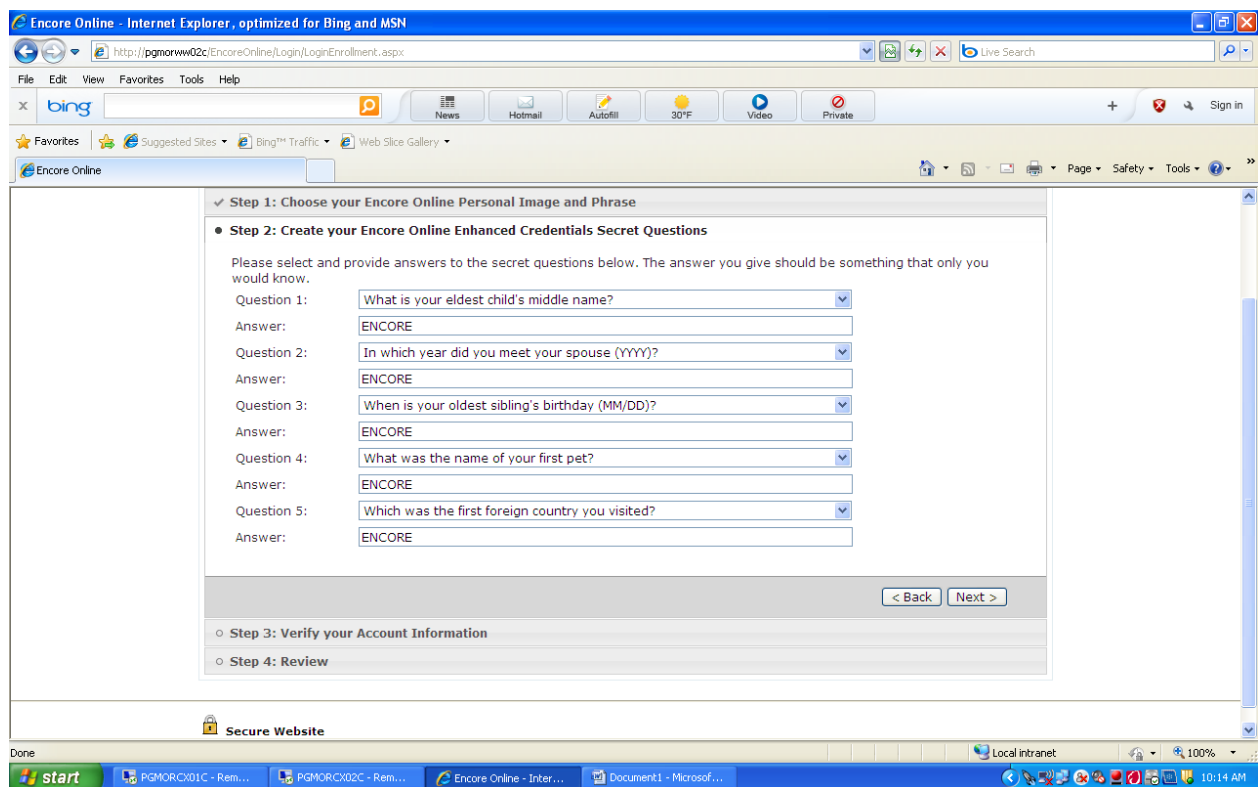 Encore Online - Internet Explorer, optimized for Bing and MSN
http://pgmorww02c/EncoreOnline/Login/LoginEnrollment.aspx
Live Search
File Edit View Favorites Tools Help
x bing News Hotmail Autofill 30°F Video Private + Sign in
Favorites Suggested Sites Bing™ Traffic Web Slice Gallery
Encore Online Page Safety Tools »
Step 1: Choose your Encore Online Personal Image and Phrase
Step 2: Create your Encore Online Enhanced Credentials Secret Questions
Please select and provide answers to the secret questions below. The answer you give should be something that only you
would know.
Question 1: What is your eldest child's middle name?
Answer: ENCORE
Question 2: In which year did you meet your spouse (YYYY)?
Answer: ENCORE
Question 3: When is your oldest sibling's birthday (MM/DD)?
Answer: ENCORE
Question 4: What was the name of your first pet?
Answer: ENCORE
Question 5: Which was the first foreign country you visited?
Answer: ENCORE
< Back Next >
Step 3: Verify your Account Information
Step 4: Review
Secure Website
Done Local intranet 100%
start PGMORCX01C - Rem... PGMORCX02C - Rem... Encore Online - Inter... Document1 - Microsof... 10:14 AM